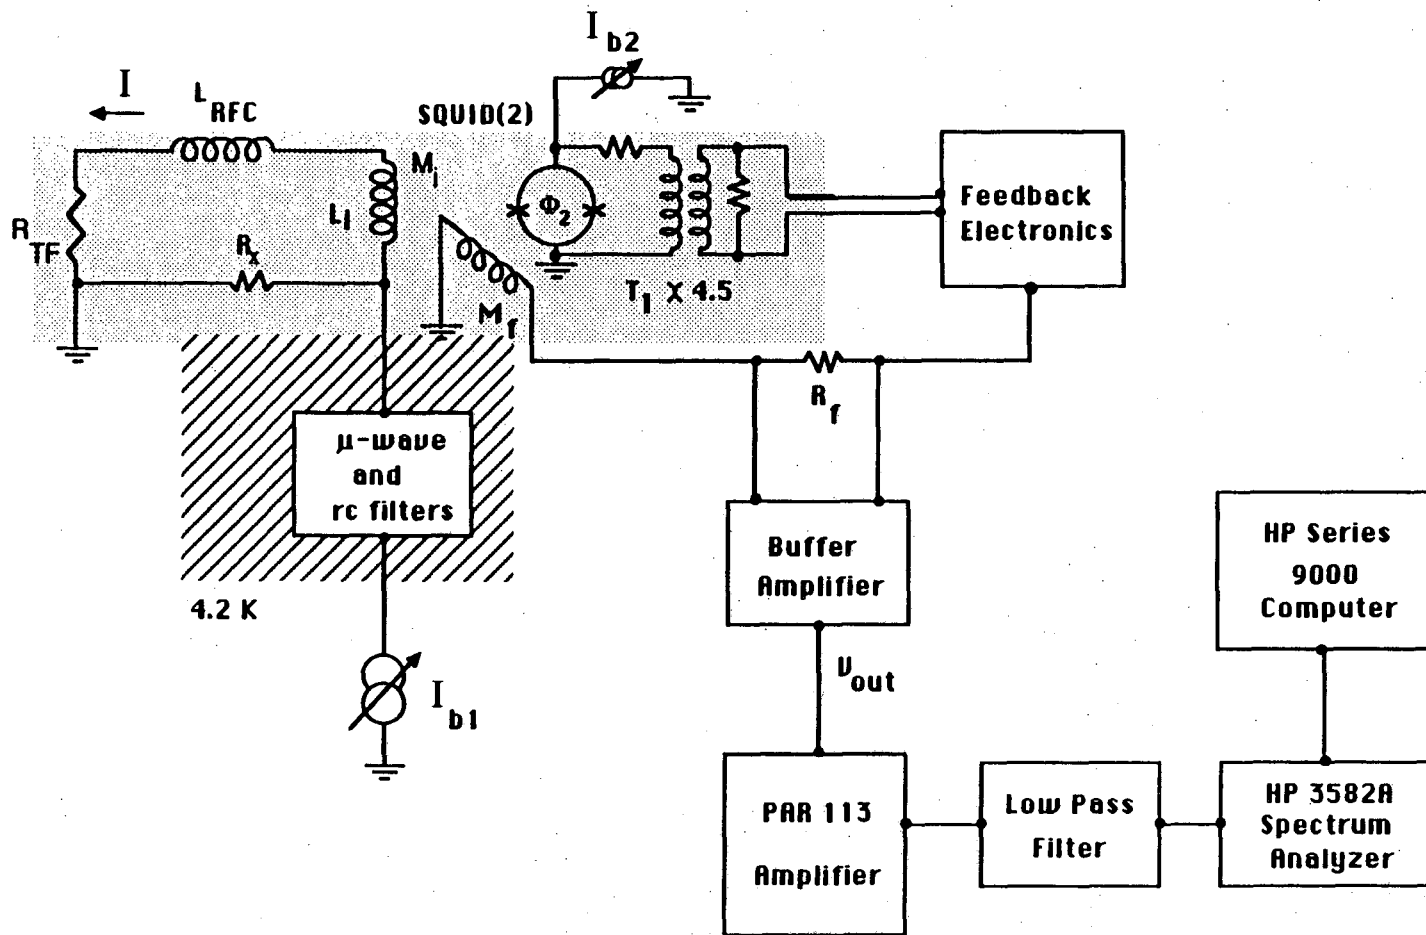 I b2
I
L RFC
SQUID(2)
M i
Φ 2
L i
R TF
R x
Feedback
Electronics
T 1 X 4.5
M f
R f
μ-wave
and
rc filters
4.2 K
Buffer
Amplifier
HP Series
9000
Computer
I b1
V out
PAR 113
Amplifier
Low Pass
Filter
HP 3582A
Spectrum
Analyzer